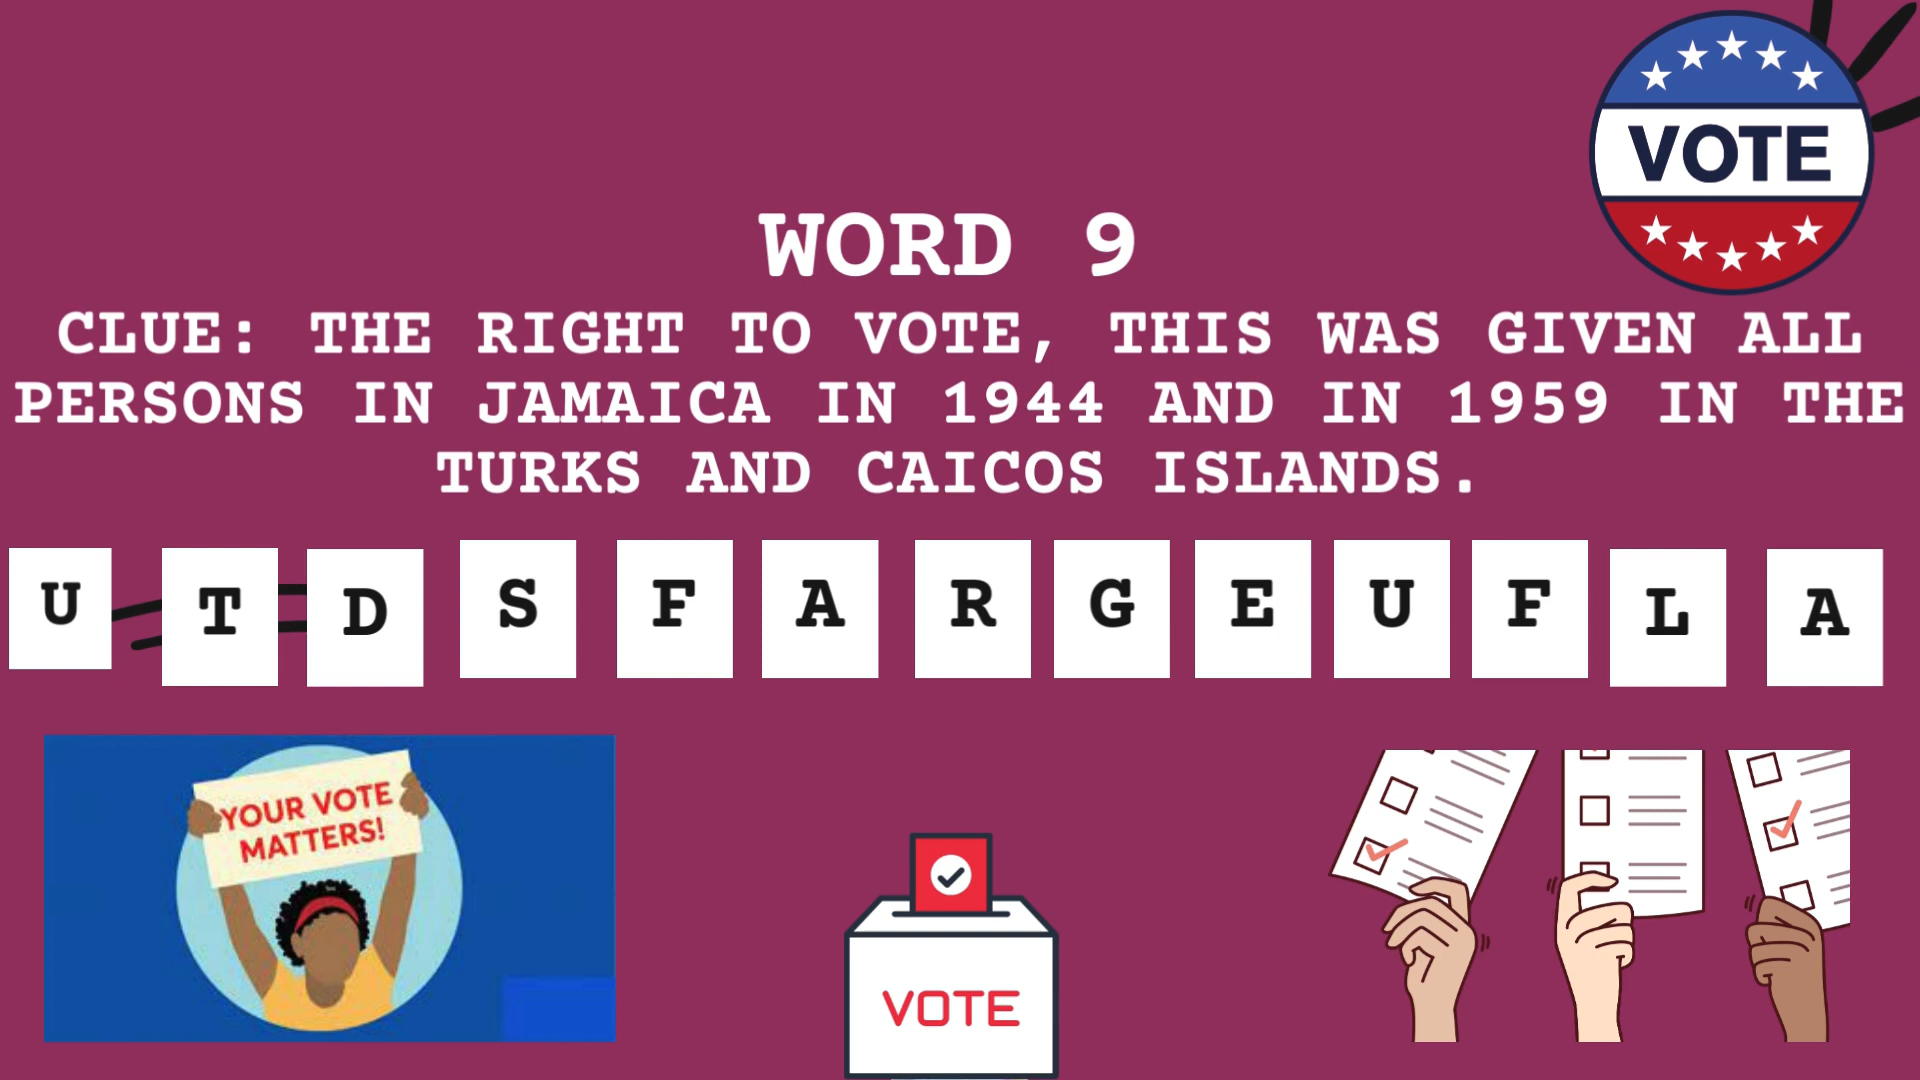 VOTE
WORD 9
CLUE: THE RIGHT TO VOTE, THIS WAS GIVEN ALL
PERSONS IN JAMAICA IN 1944 AND IN 1959 IN THE
TURKS AND CAICOS ISLANDS.
U T D S F A R G E U F L A
YOUR VOTE
MATTERS!
VOTE